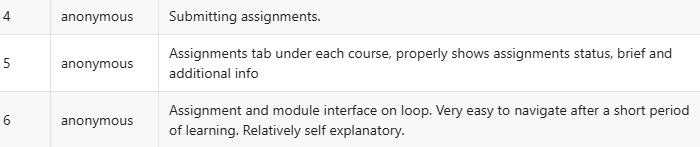 4 anonymous Submitting assignments.
5 anonymous Assignments tab under each course, properly shows assignments status, brief and
additional info
6 anonymous Assignment and module interface on loop. Very easy to navigate after a short period
of learning. Relatively self explanatory.